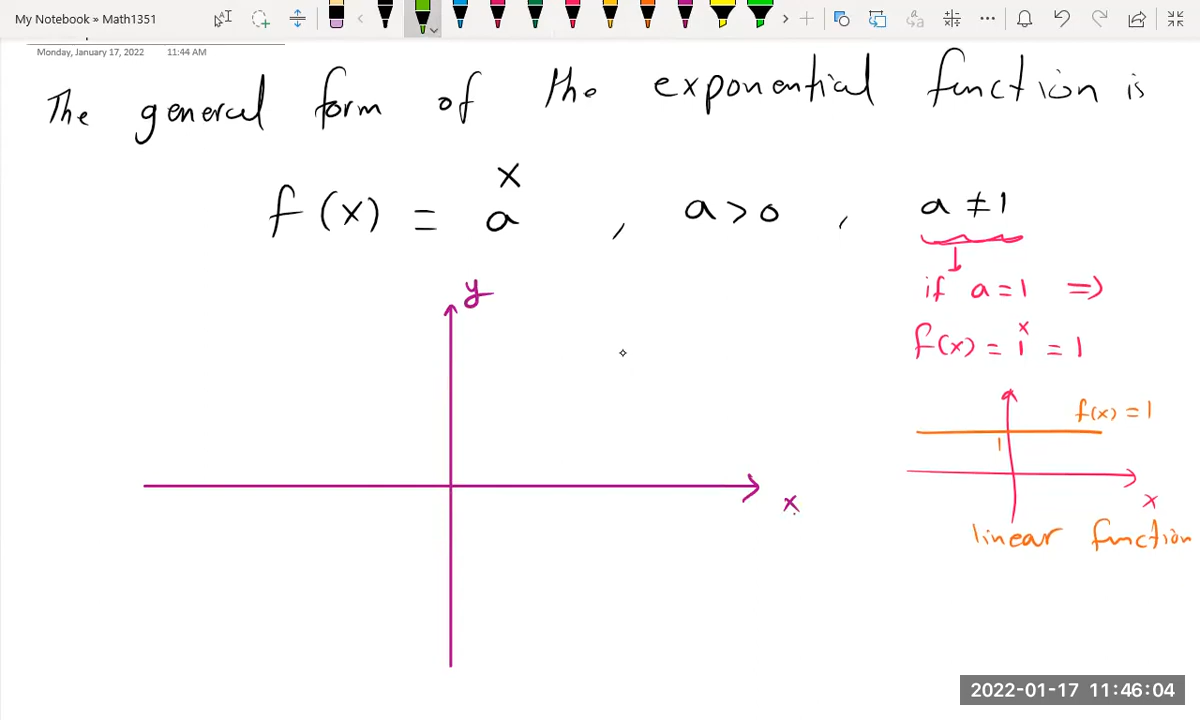 My Notebook » Math1351
Monday, January 17, 2022 11:44 AM
The general form of the exponential function is
f(x) = a^x , a > 0 , a ≠ 1
if a = 1 ⇒
f(x) = 1^x = 1
y
x
f(x) = 1
1
x
linear function
2022-01-17 11:46:04